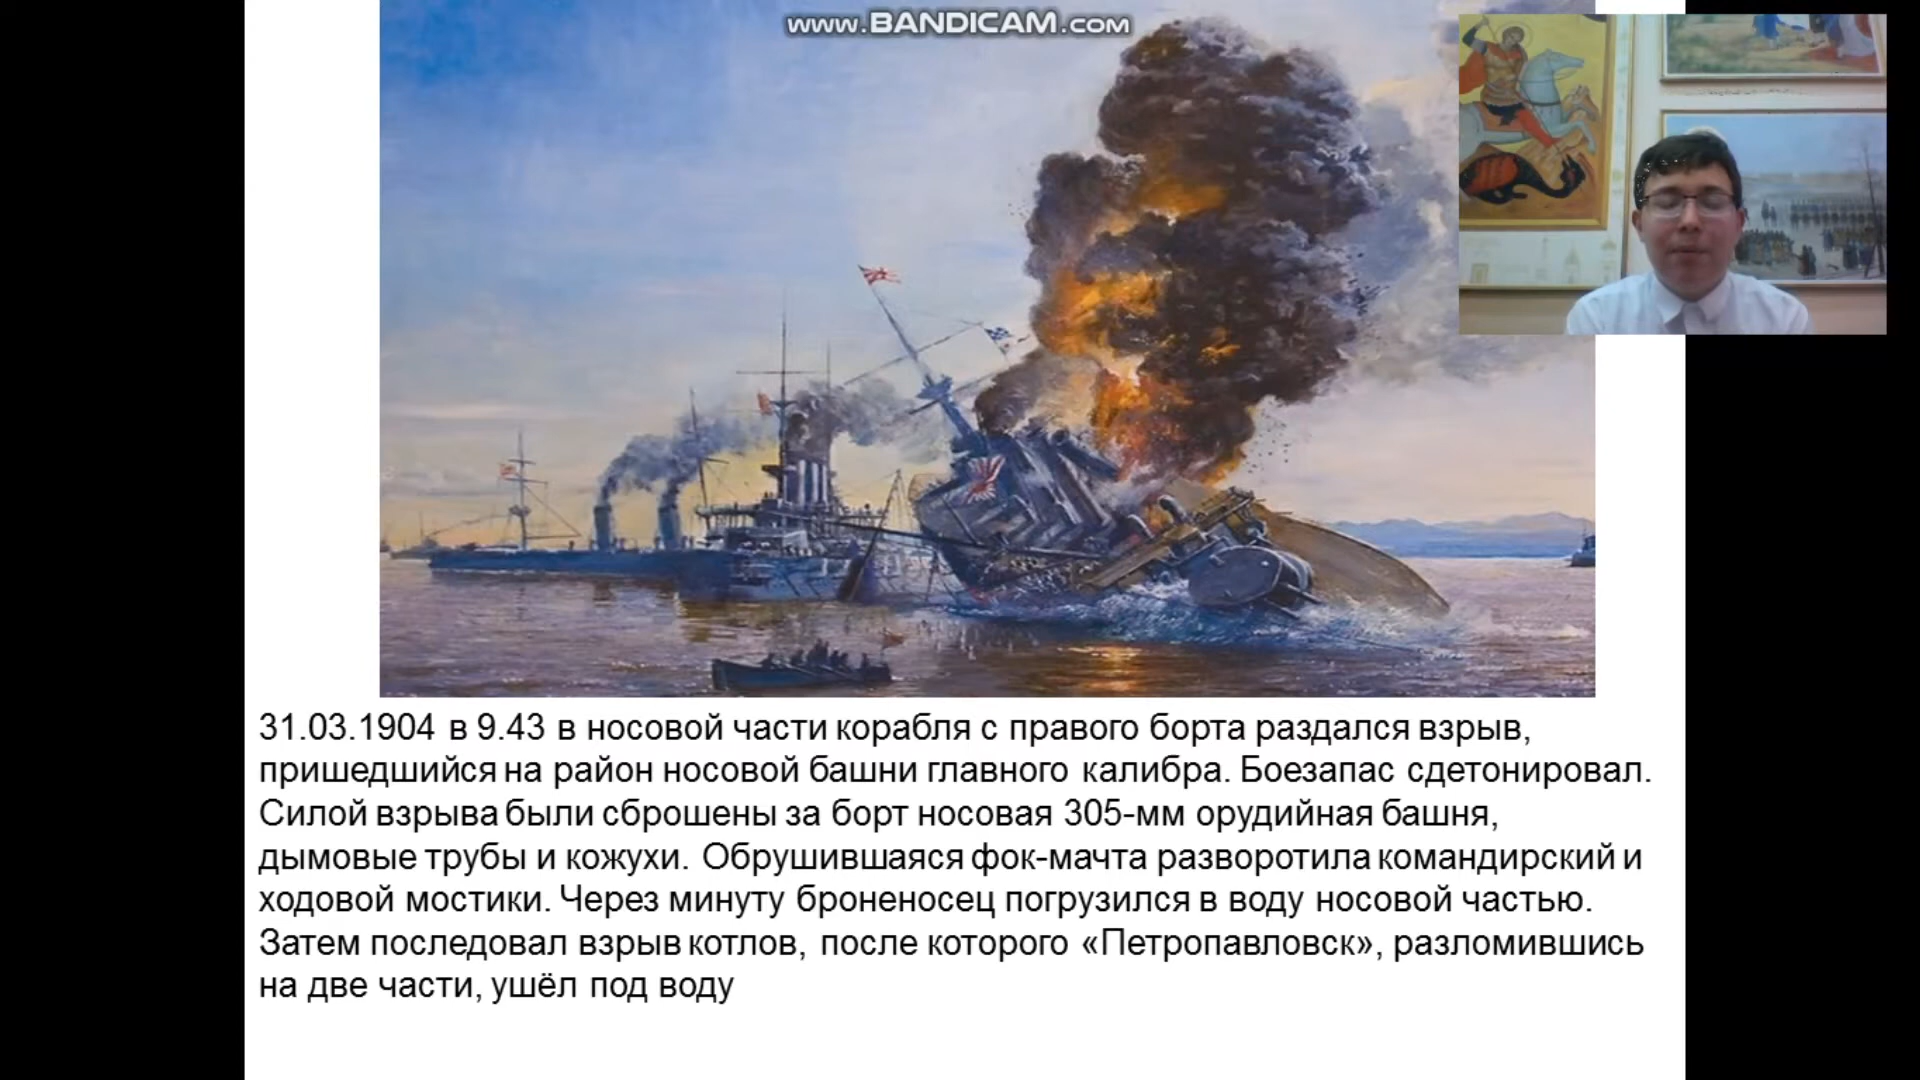 www.BANDICAM.com
31.03.1904 в 9.43 в носовой части корабля с правого борта раздался взрыв,
пришедшийся на район носовой башни главного калибра. Боезапас сдетонировал.
Силой взрыва были сброшены за борт носовая 305-мм орудийная башня,
дымовые трубы и кожухи. Обрушившаяся фок-мачта разворотила командирский и
ходовой мостики. Через минуту броненосец погрузился в воду носовой частью.
Затем последовал взрыв котлов, после которого «Петропавловск», разломившись
на две части, ушёл под воду